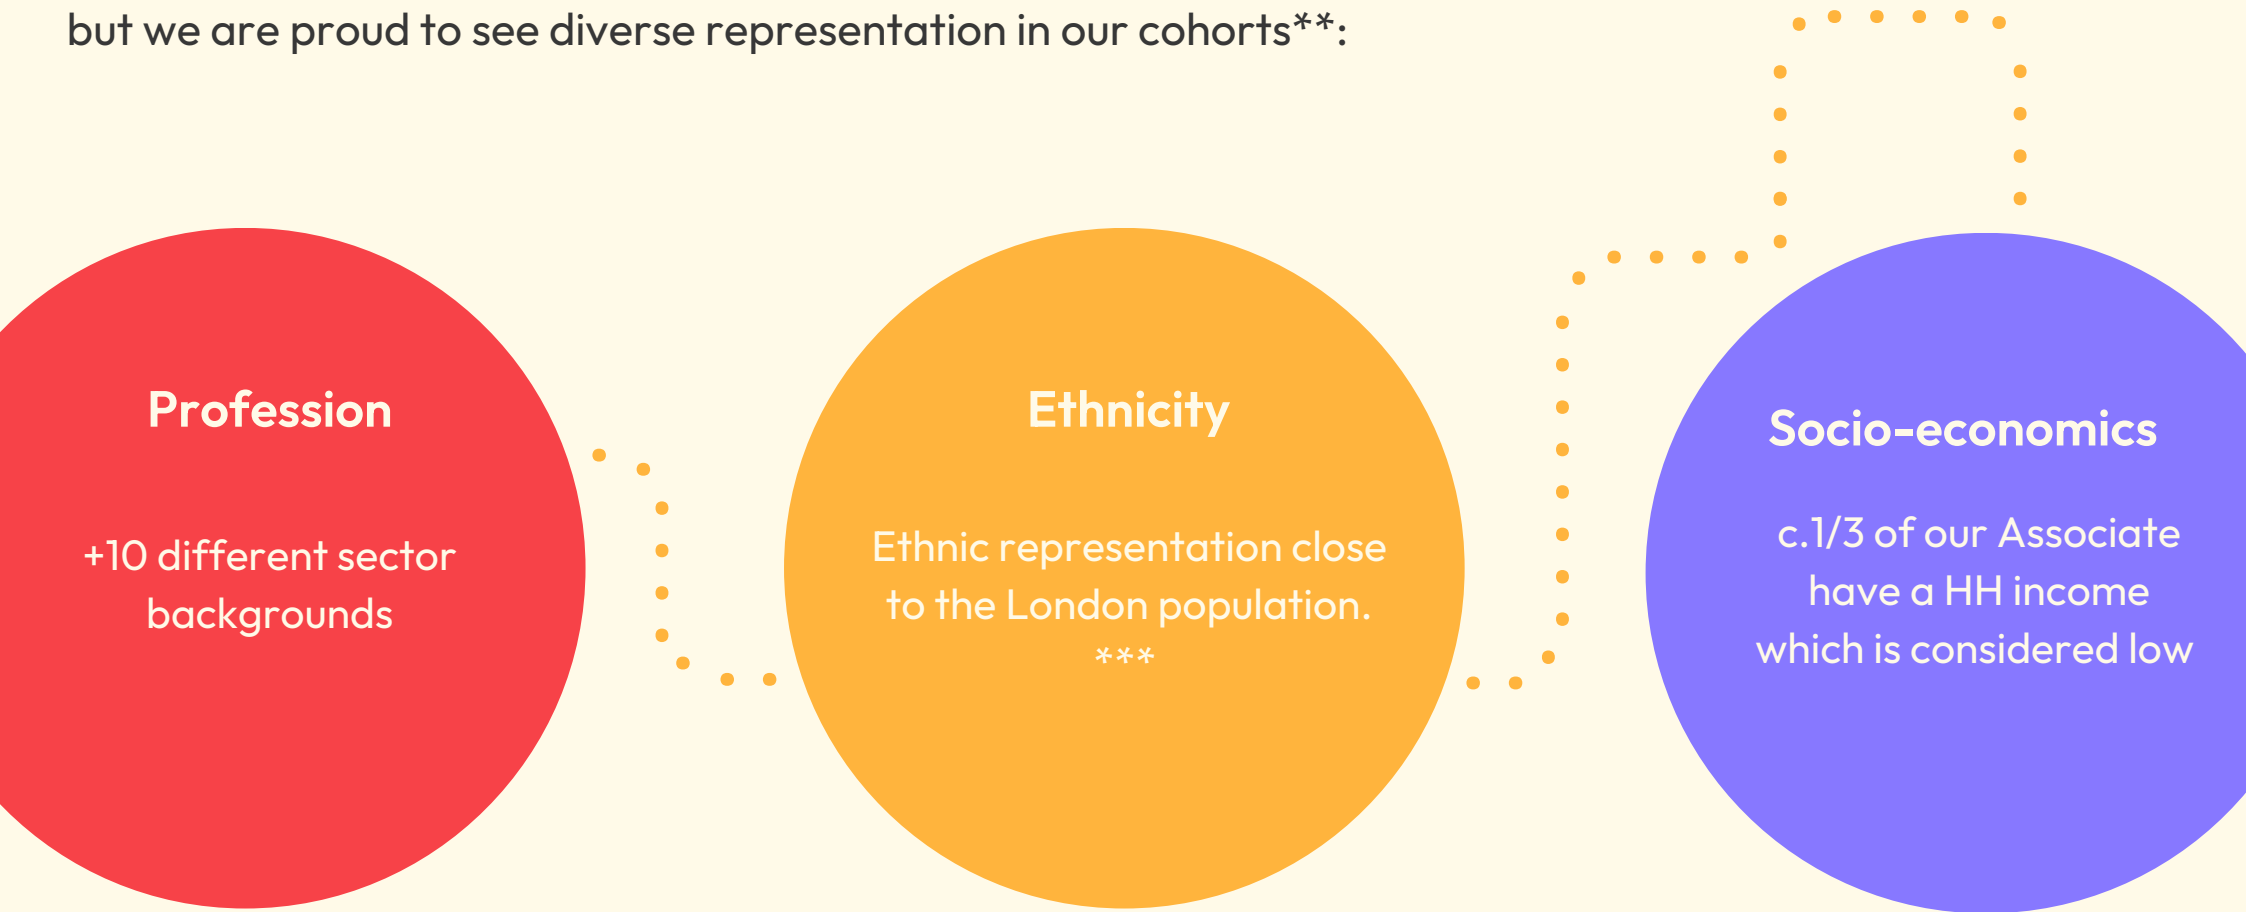 but we are proud to see diverse representation in our cohorts**:
Profession
+10 different sector
backgrounds
Ethnicity
Ethnic representation close
to the London population.
***
Socio-economics
c.1/3 of our Associate
have a HH income
which is considered low